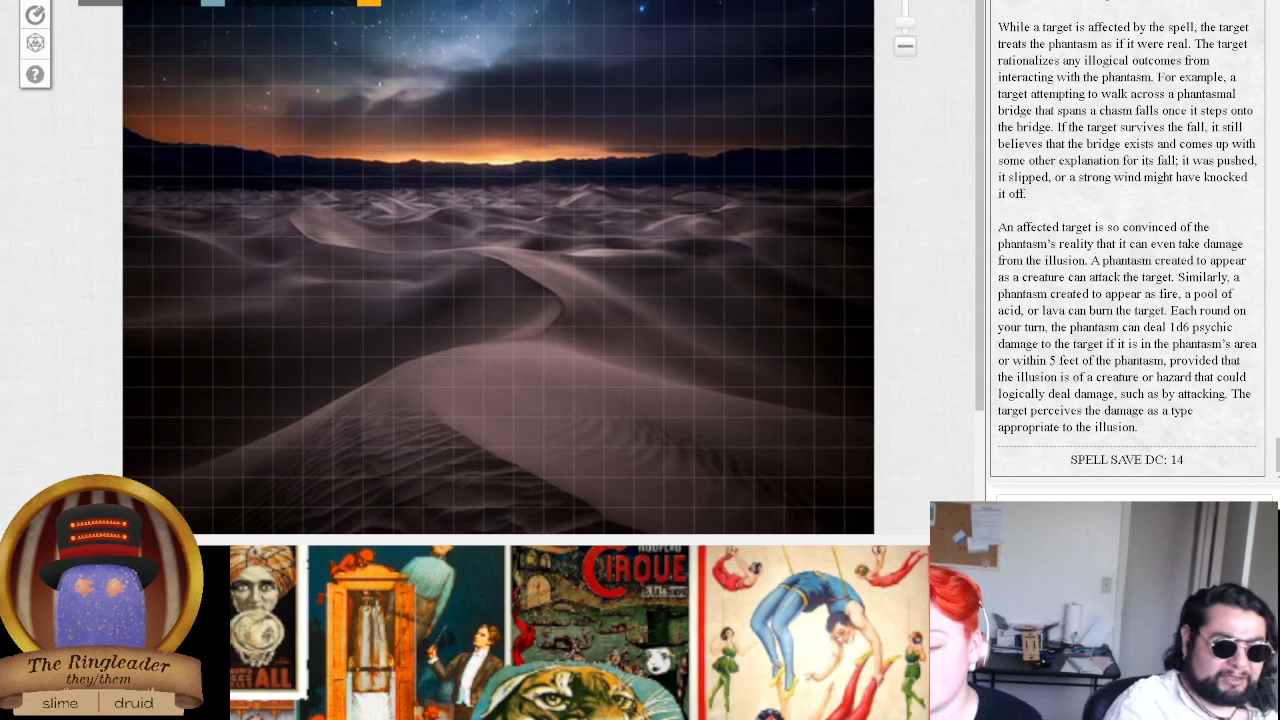 While a target is affected by the spell, the target
treats the phantasm as if it were real. The target
rationalizes any illogical outcomes from
interacting with the phantasm. For example, a
target attempting to walk across a phantasmal
bridge that spans a chasm falls once it steps onto
the bridge. If the target survives the fall, it still
believes that the bridge exists and comes up with
some other explanation for its fall; it was pushed,
it slipped, or a strong wind might have knocked
it off.
An affected target is so convinced of the
phantasm's reality that it can even take damage
from the illusion. A phantasm created to appear
as a creature can attack the target. Similarly, a
phantasm created to appear as fire, a pool of
acid, or lava can burn the target. Each round on
your turn, the phantasm can deal 1d6 psychic
damage to the target if it is in the phantasm's area
or within 5 feet of the phantasm, provided that
the illusion is of a creature or hazard that could
logically deal damage, such as by attacking. The
target perceives the damage as a type
appropriate to the illusion.
SPELL SAVE DC: 14
CIRQUE
ALL
The Ringleader
they/them
slime | druid